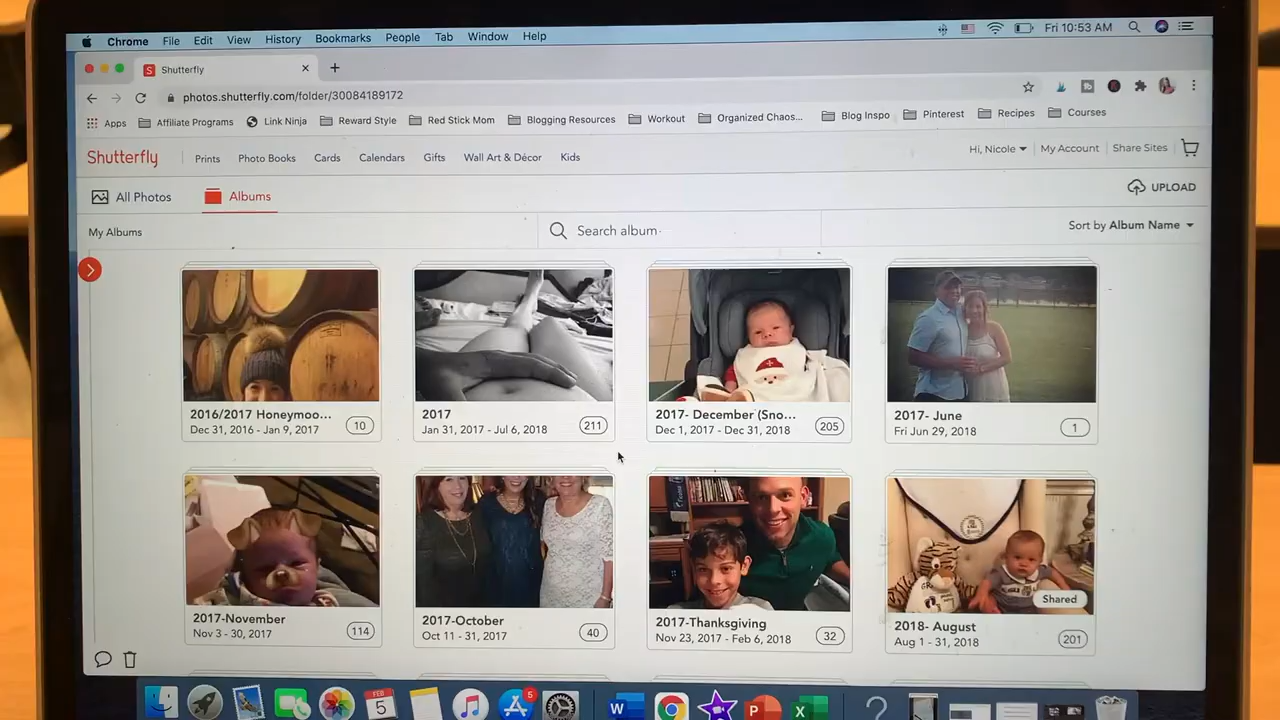 Chrome File Edit View History Bookmarks People Tab Window Help Fri 10:53 AM
S Shutterfly
photos.shutterfly.com/folder/30084189172
Apps Affiliate Programs LinkNinja Reward Style Red Stick Mom Blogging Resources Workout Organized Chaos... Blog Inspo Pinterest Recipes Courses
Shutterfly Prints Photo Books Cards Calendars Gifts Wall Art & Décor Kids Hi, Nicole My Account Share Sites
All Photos Albums UPLOAD
My Albums Search album Sort by Album Name
2016/2017 Honeymoo... 2017 2017- December (Sno... 2017- June
Dec 31, 2016 - Jan 9, 2017 10 Jan 31, 2017 - Jul 6, 2018 211 Dec 1, 2017 - Dec 31, 2018 205 Fri Jun 29, 2018 1
Shared
2017-November 2017-October 2017-Thanksgiving 2018- August
Nov 3 - 30, 2017 114 Oct 11 - 31, 2017 40 Nov 23, 2017 - Feb 6, 2018 32 Aug 1 - 31, 2018 201
FEB 5 5 W P X ?